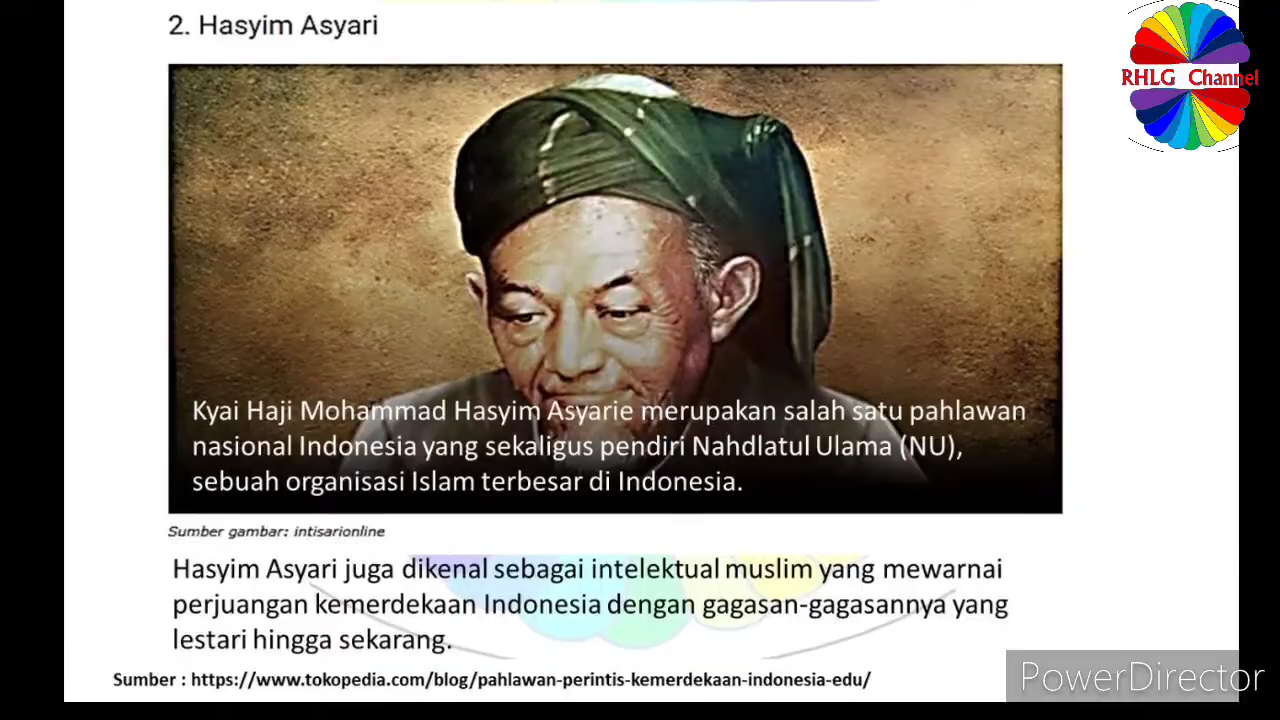 2. Hasyim Asyari
RHLG Channel
Kyai Haji Mohammad Hasyim Asyarie merupakan salah satu pahlawan
nasional Indonesia yang sekaligus pendiri Nahdlatul Ulama (NU),
sebuah organisasi Islam terbesar di Indonesia.
Sumber gambar: intisarionline
Hasyim Asyari juga dikenal sebagai intelektual muslim yang mewarnai
perjuangan kemerdekaan Indonesia dengan gagasan-gagasannya yang
lestari hingga sekarang.
Sumber : https://www.tokopedia.com/blog/pahlawan-perintis-kemerdekaan-indonesia-edu/
PowerDirector